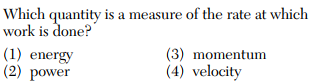 Which quantity is a measure of the rate at which
work is done?
(1) energy (3) momentum
(2) power (4) velocity